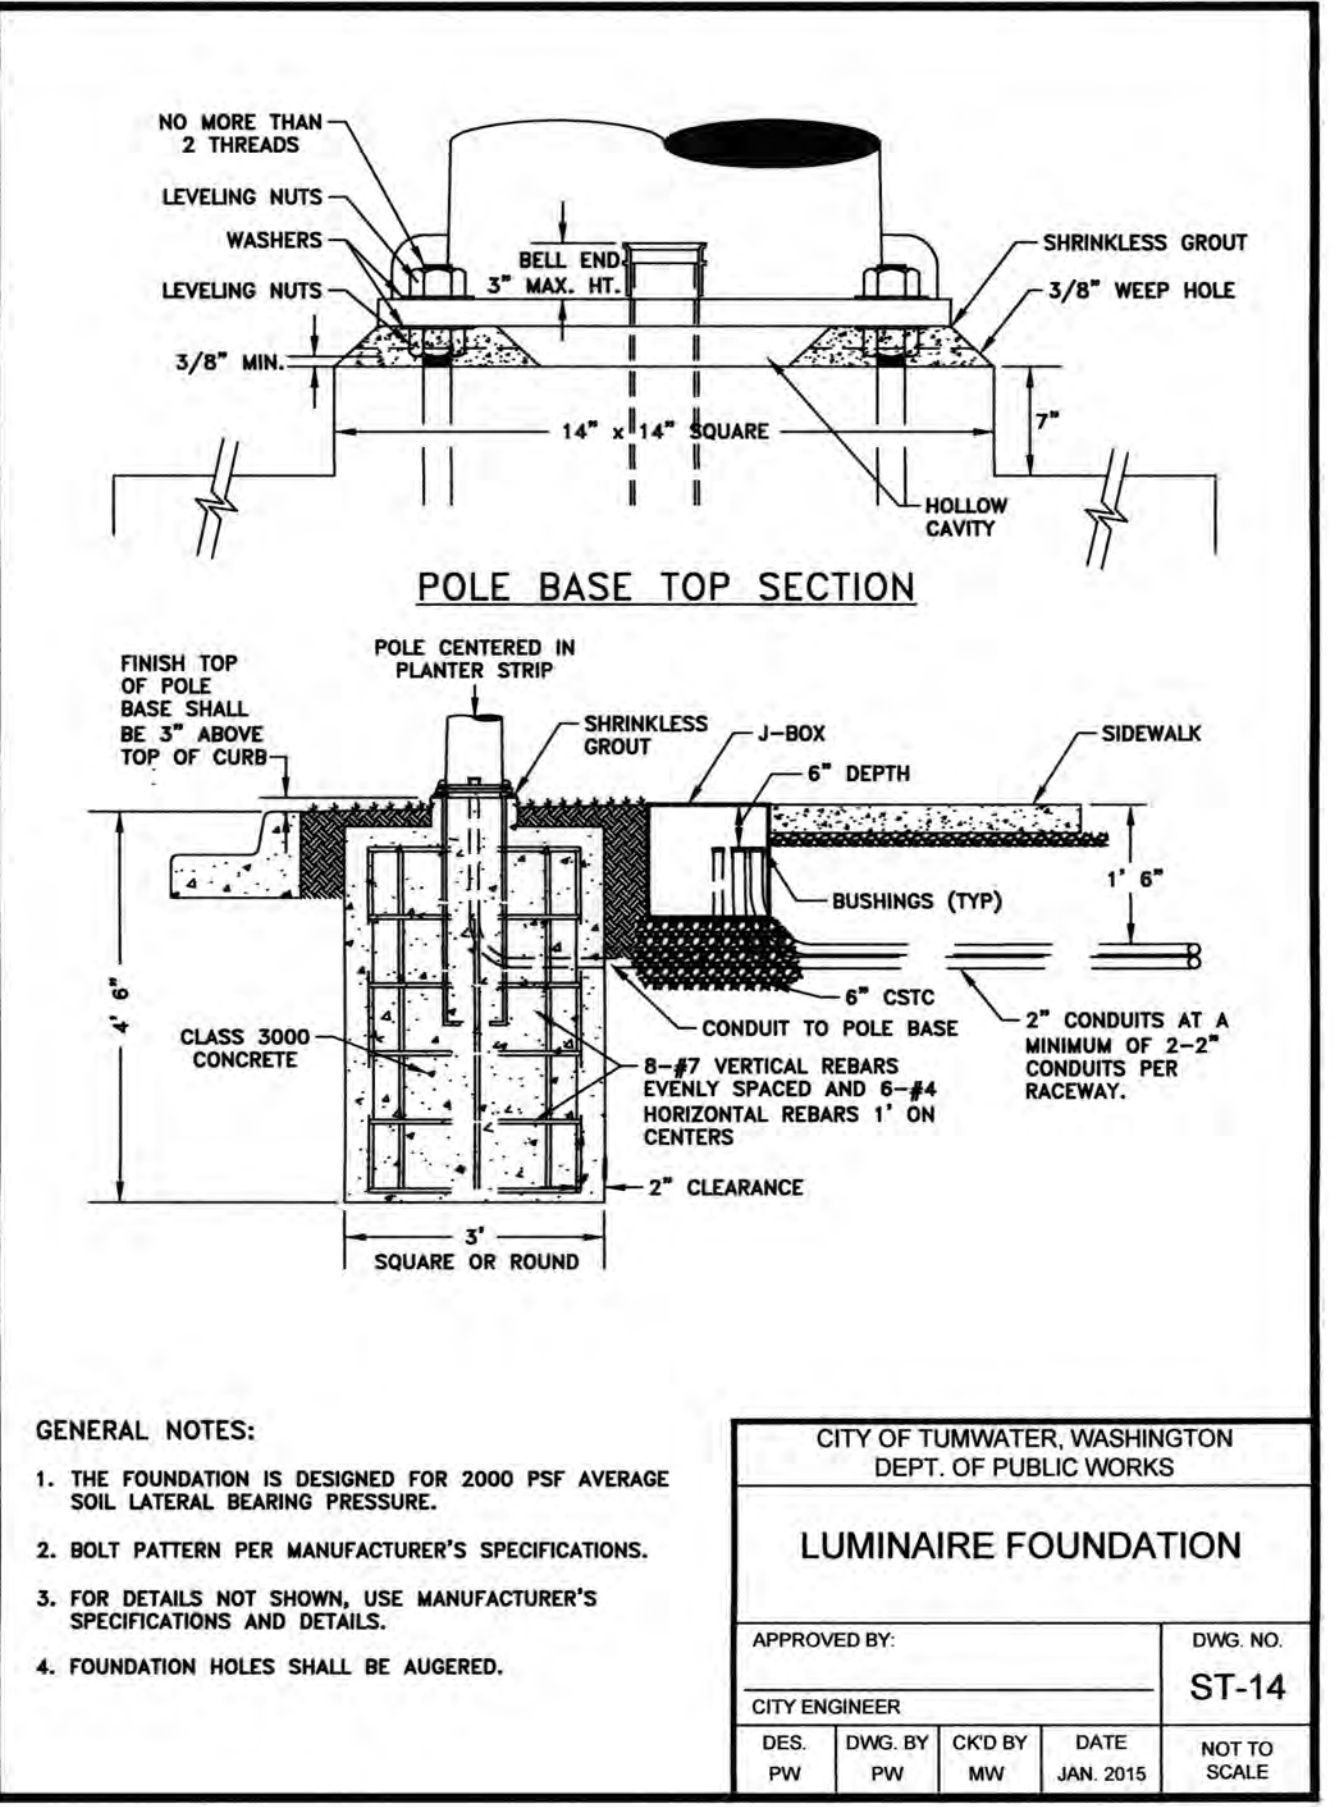 NO MORE THAN
2 THREADS
LEVELING NUTS
WASHERS
LEVELING NUTS
3/8" MIN.
BELL END
3" MAX. HT.
SHRINKLESS GROUT
3/8" WEEP HOLE
7"
14" x 14" SQUARE
HOLLOW
CAVITY
POLE BASE TOP SECTION
POLE CENTERED IN
PLANTER STRIP
FINISH TOP
OF POLE
BASE SHALL
BE 3" ABOVE
TOP OF CURB
SHRINKLESS
GROUT
J-BOX
6" DEPTH
SIDEWALK
1' 6"
BUSHINGS (TYP)
4' 6"
6" CSTC
CONDUIT TO POLE BASE
2" CONDUITS AT A
MINIMUM OF 2-2"
CONDUITS PER
RACEWAY.
CLASS 3000
CONCRETE
8-#7 VERTICAL REBARS
EVENLY SPACED AND 6-#4
HORIZONTAL REBARS 1' ON
CENTERS
2" CLEARANCE
3'
SQUARE OR ROUND
GENERAL NOTES:
1. THE FOUNDATION IS DESIGNED FOR 2000 PSF AVERAGE
SOIL LATERAL BEARING PRESSURE.
2. BOLT PATTERN PER MANUFACTURER'S SPECIFICATIONS.
3. FOR DETAILS NOT SHOWN, USE MANUFACTURER'S
SPECIFICATIONS AND DETAILS.
4. FOUNDATION HOLES SHALL BE AUGERED.
CITY OF TUMWATER, WASHINGTON
DEPT. OF PUBLIC WORKS
LUMINAIRE FOUNDATION
APPROVED BY:
CITY ENGINEER
DWG. NO.
ST-14
DES.
PW
DWG. BY
PW
CK'D BY
MW
DATE
JAN. 2015
NOT TO
SCALE